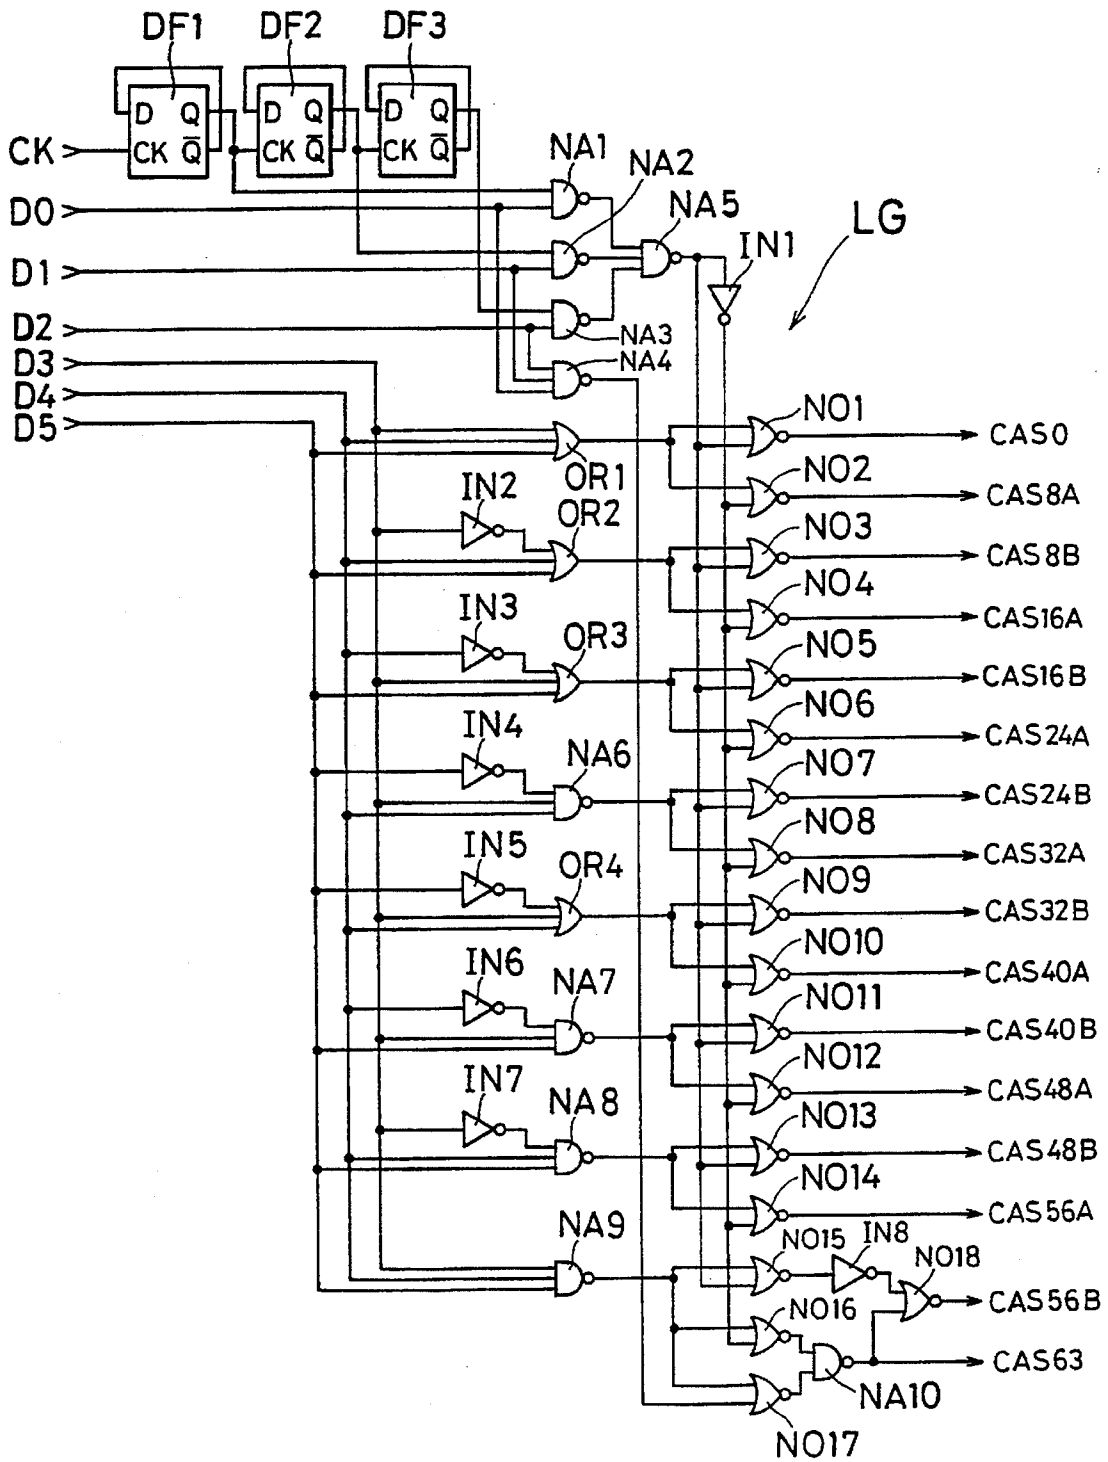 DF1 DF2 DF3
D Q D Q D Q
CK CK Q̅ CK Q̅ CK Q̅
NA1
NA2
D0
NA5
LG
IN1
D1
D2
NA3
D3
NA4
D4
D5
NO1
CAS0
OR1
IN2
NO2
CAS8A
OR2
NO3
CAS8B
NO4
IN3
CAS16A
OR3
NO5
CAS16B
NO6
IN4
CAS24A
NA6
NO7
CAS24B
NO8
IN5
CAS32A
OR4
NO9
CAS32B
NO10
IN6
CAS40A
NA7
NO11
CAS40B
NO12
IN7
CAS48A
NA8
NO13
CAS48B
NO14
CAS56A
NA9
NO15
IN8
NO18
CAS56B
NO16
CAS63
NA10
NO17